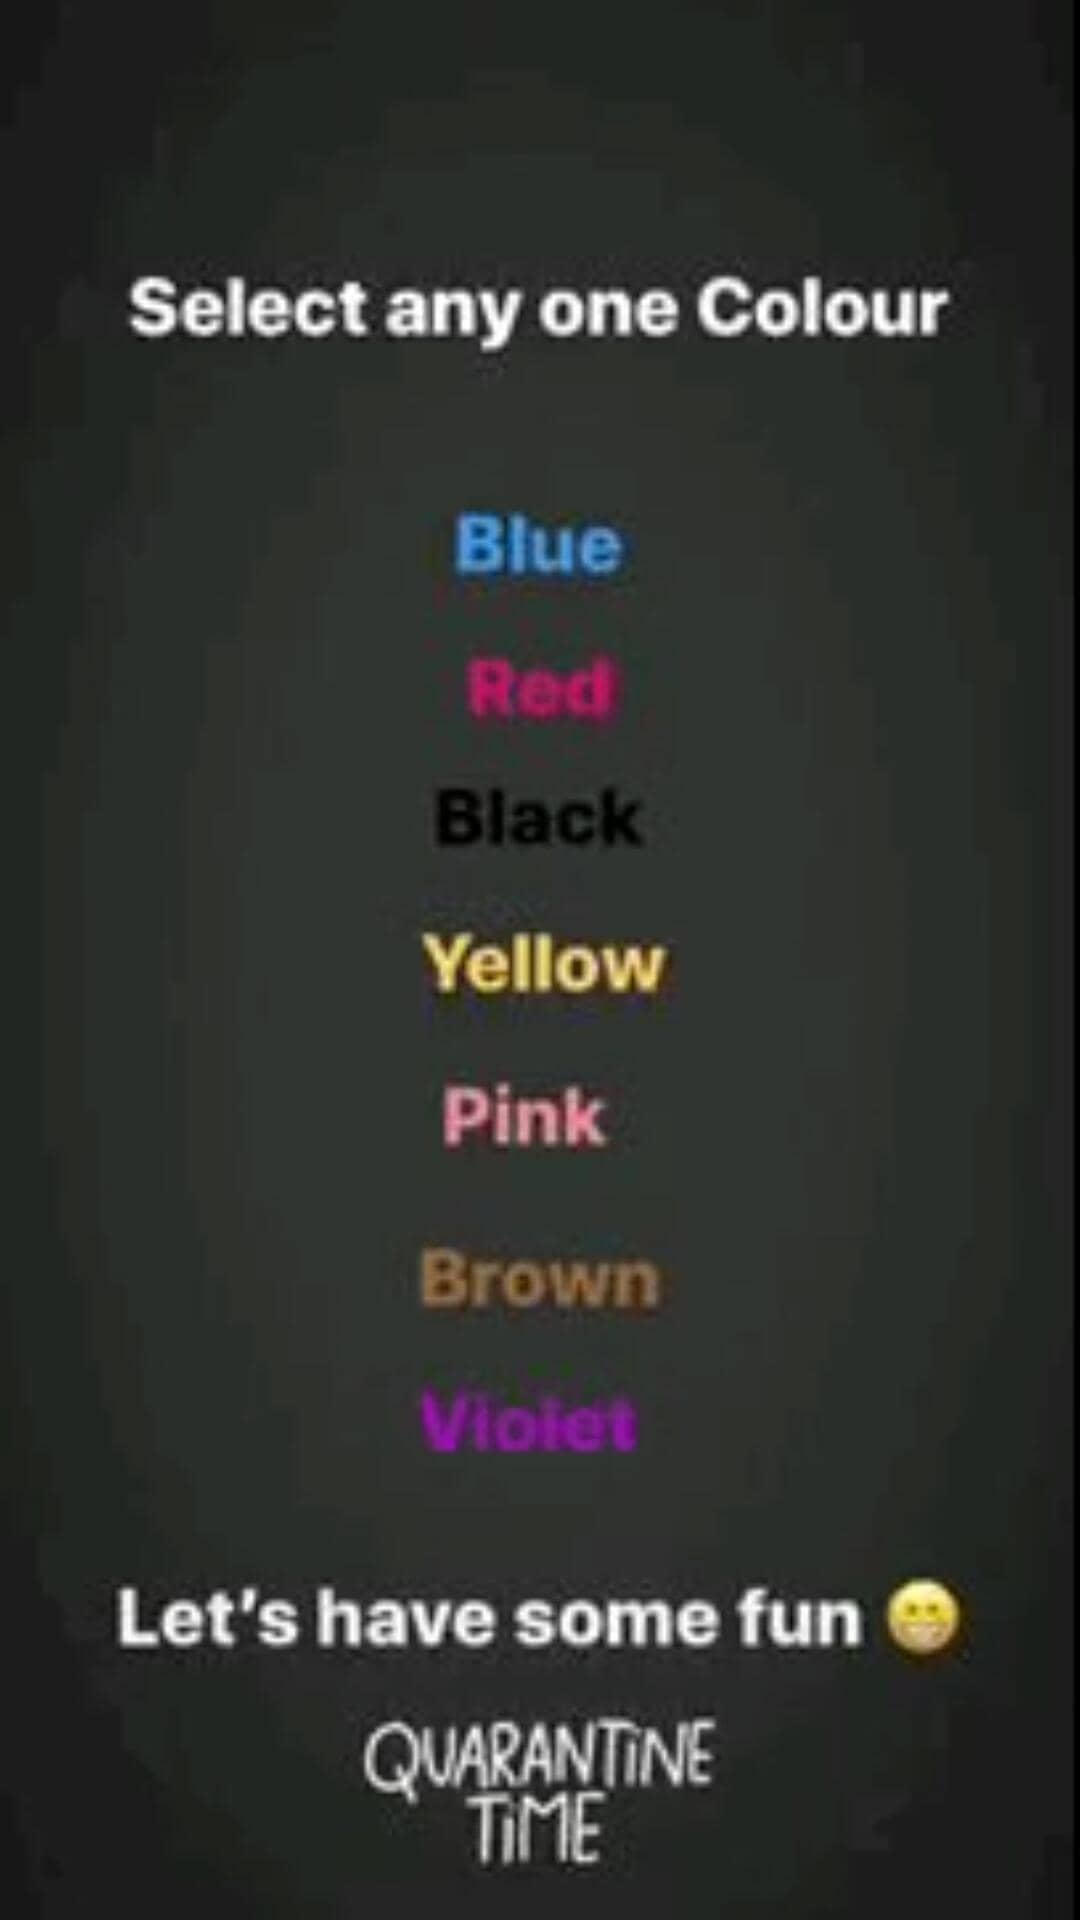 Select any one Colour
Blue
Red
Black
Yellow
Pink
Brown
Violet
Let's have some fun 😁
QUARANTINE
TIME